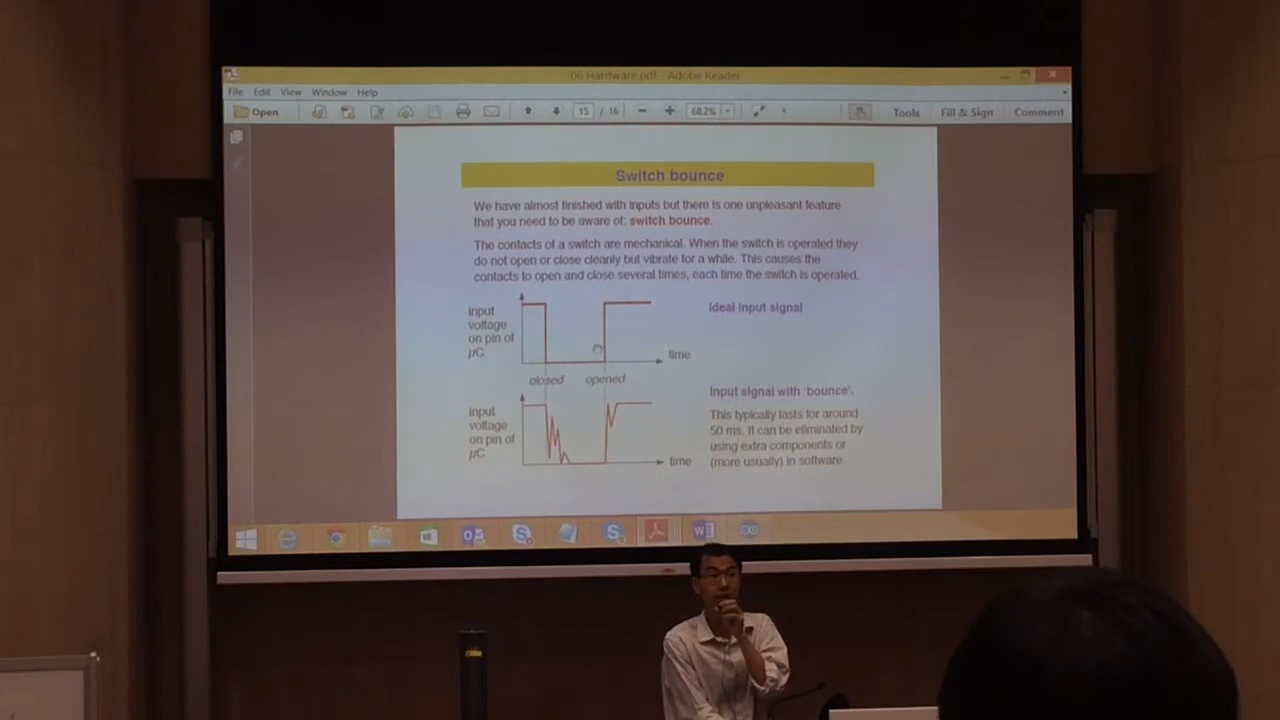 06 Hardware.pdf - Adobe Reader
File Edit View Window Help
Open 15 / 16 68.2% Tools Fill & Sign Comment
Switch bounce
We have almost finished with inputs but there is one unpleasant feature
that you need to be aware of: switch bounce.
The contacts of a switch are mechanical. When the switch is operated they
do not open or close cleanly but vibrate for a while. This causes the
contacts to open and close several times, each time the switch is operated.
Input
voltage
on pin of
µC
time
closed opened
Ideal input signal
Input
voltage
on pin of
µC
time
Input signal with 'bounce'.
This typically lasts for around
50 ms. It can be eliminated by
using extra components or
(more usually) in software.